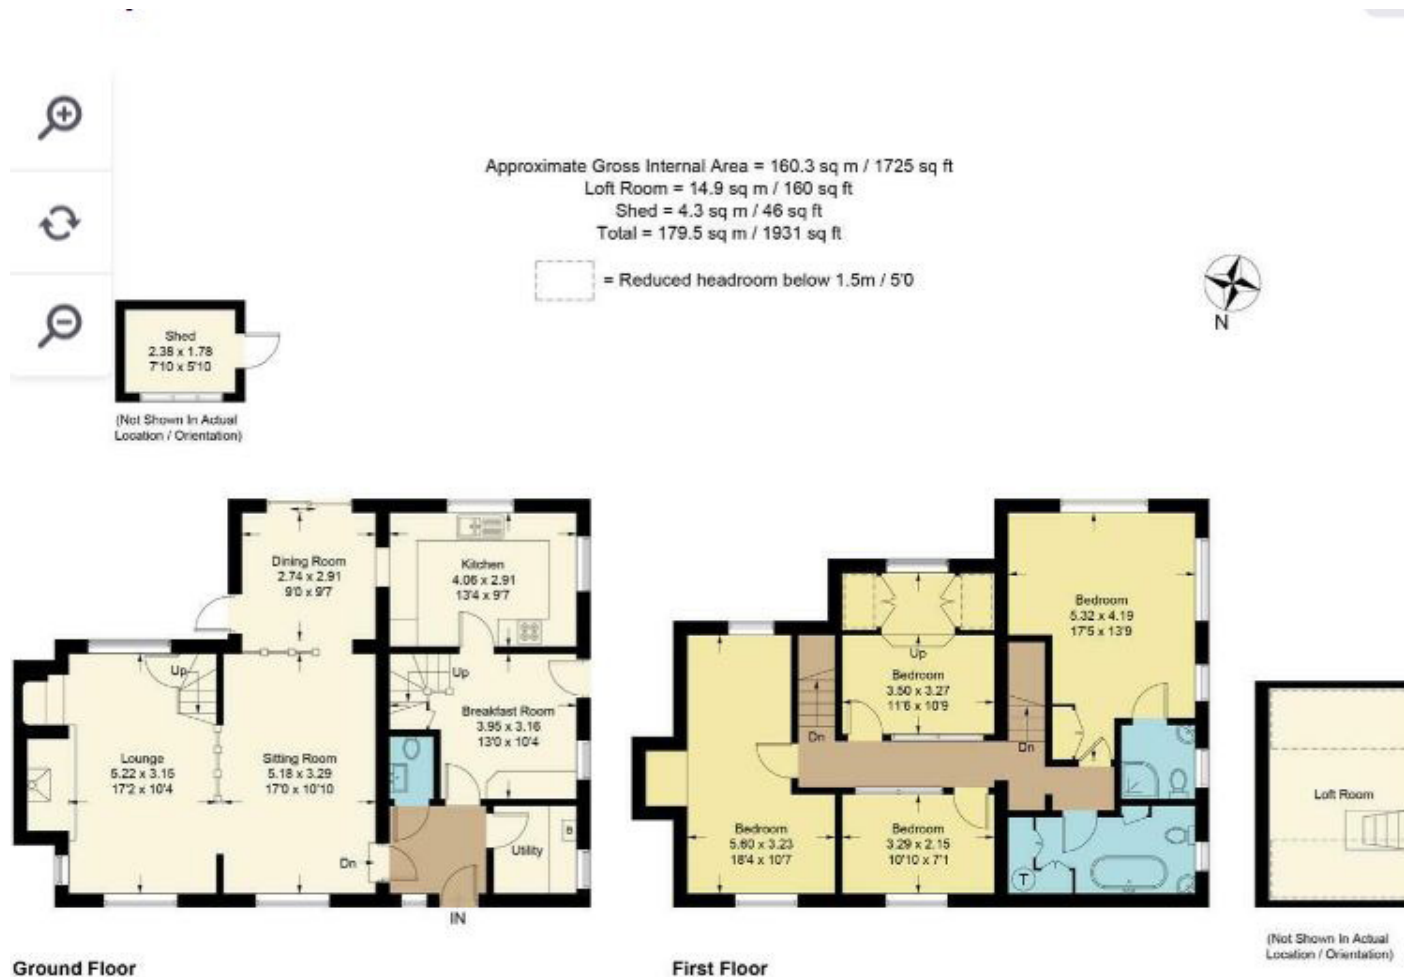 Approximate Gross Internal Area = 160.3 sq m / 1725 sq ft
Loft Room = 14.9 sq m / 160 sq ft
Shed = 4.3 sq m / 46 sq ft
Total = 179.5 sq m / 1931 sq ft
= Reduced headroom below 1.5m / 5'0
N
Shed
2.38 x 1.78
7'10 x 5'10
(Not Shown In Actual
Location / Orientation)
Dining Room
2.74 x 2.91
9'0 x 9'7
Kitchen
4.06 x 2.91
13'4 x 9'7
Up
Up
Breakfast Room
3.95 x 3.16
13'0 x 10'4
Lounge
5.22 x 3.15
17'2 x 10'4
Sitting Room
5.18 x 3.29
17'0 x 10'10
Utility
B
Dn
IN
Ground Floor
Bedroom
5.32 x 4.19
17'5 x 13'9
Up
Bedroom
3.50 x 3.27
11'6 x 10'9
Dn
Dn
Bedroom
5.60 x 3.23
18'4 x 10'7
Bedroom
3.29 x 2.15
10'10 x 7'1
T
First Floor
Loft Room
(Not Shown In Actual
Location / Orientation)